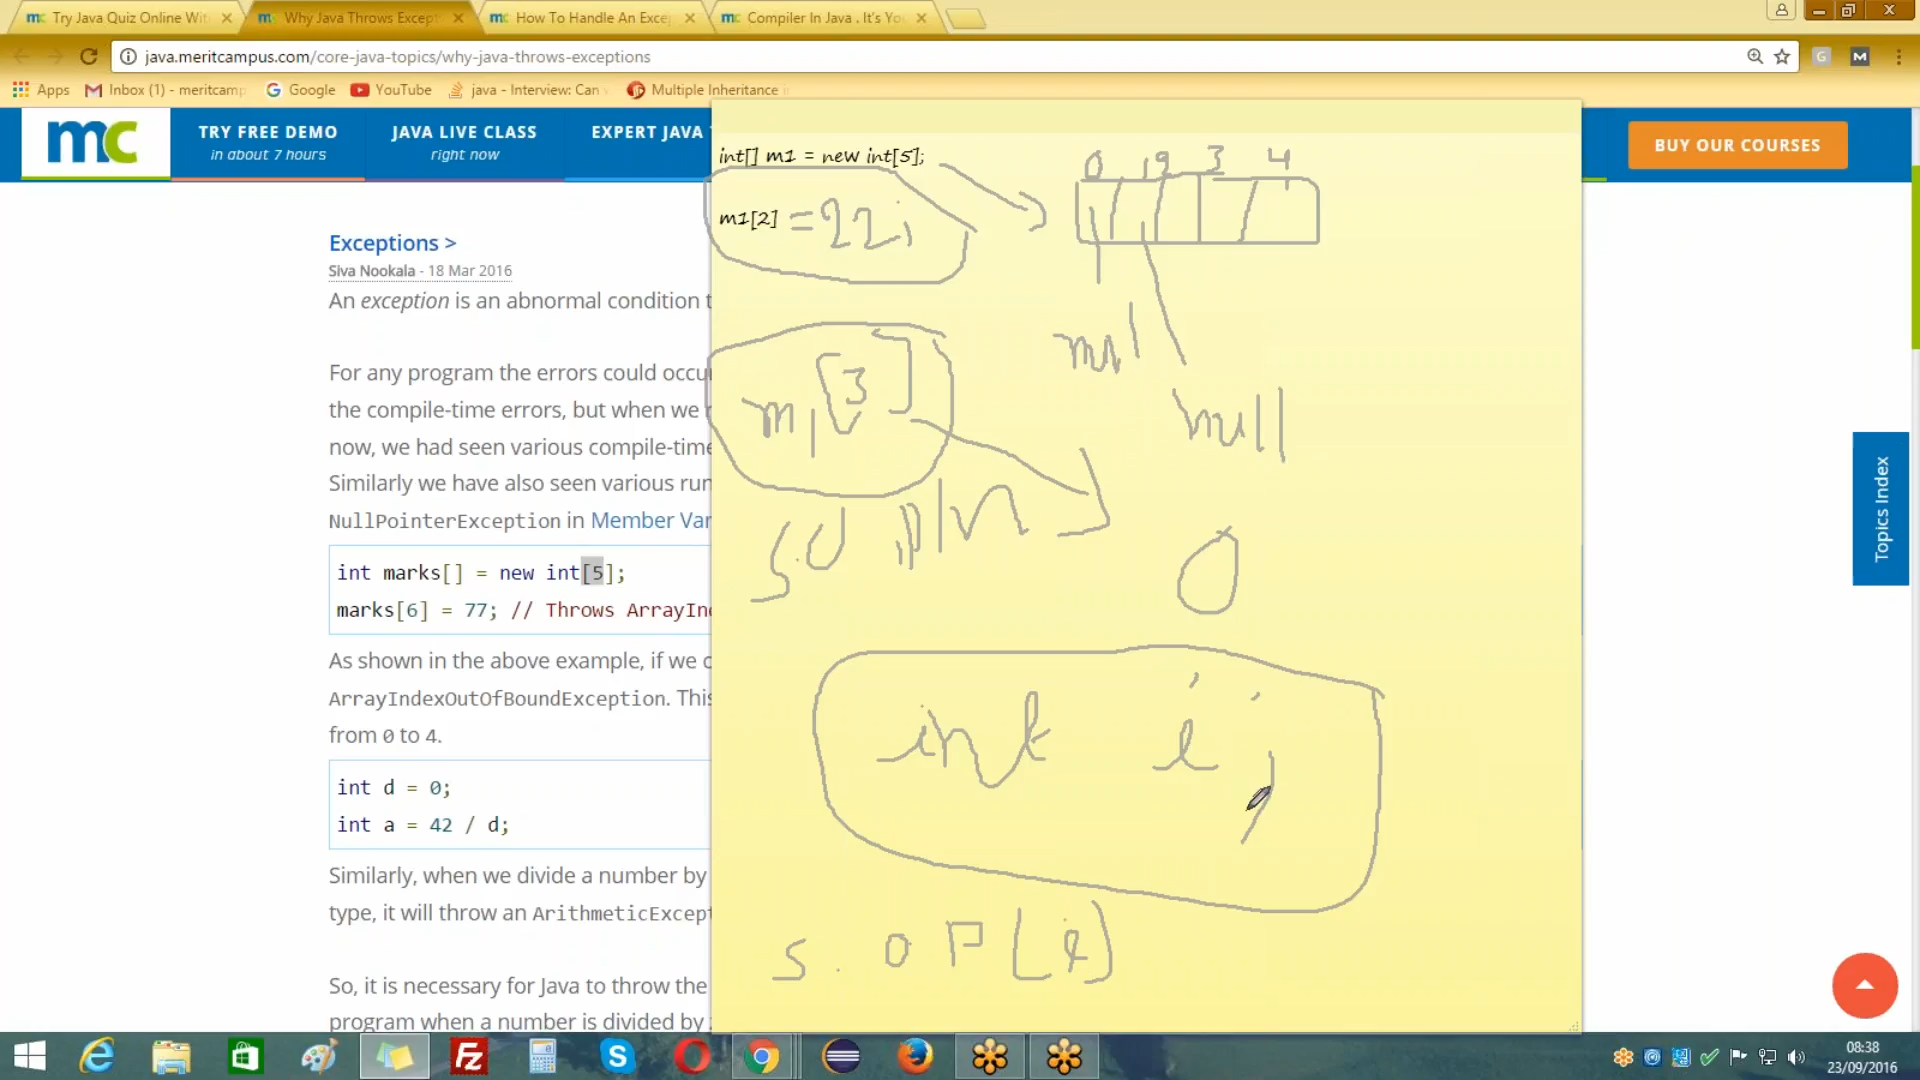 Try Java Quiz Online Wit
Why Java Throws Except
How To Handle An Exce
Compiler In Java . It's Yo
java.meritcampus.com/core-java-topics/why-java-throws-exceptions
Apps
Inbox (1) - meritcamp
Google
YouTube
java - Interview: Can
Multiple Inheritance i
mc
TRY FREE DEMO
in about 7 hours
JAVA LIVE CLASS
right now
EXPERT JAVA T
BUY OUR COURSES
Exceptions >
Siva Nookala - 18 Mar 2016
An exception is an abnormal condition t
For any program the errors could occu
the compile-time errors, but when we
now, we had seen various compile-time
Similarly we have also seen various run
NullPointerException in Member Var
int marks[] = new int[5];
marks[6] = 77; // Throws ArrayIn
As shown in the above example, if we c
ArrayIndexOutOfBoundException. This
from 0 to 4.
int d = 0;
int a = 42 / d;
Similarly, when we divide a number by
type, it will throw an ArithmeticExcept
So, it is necessary for Java to throw the
program when a number is divided by
int[] m1 = new int[5];
0 1 2 3 4
m1[2] = 22;
m1[3]
null
0
int i;
S.OP(i)
Topics Index
08:38
23/09/2016